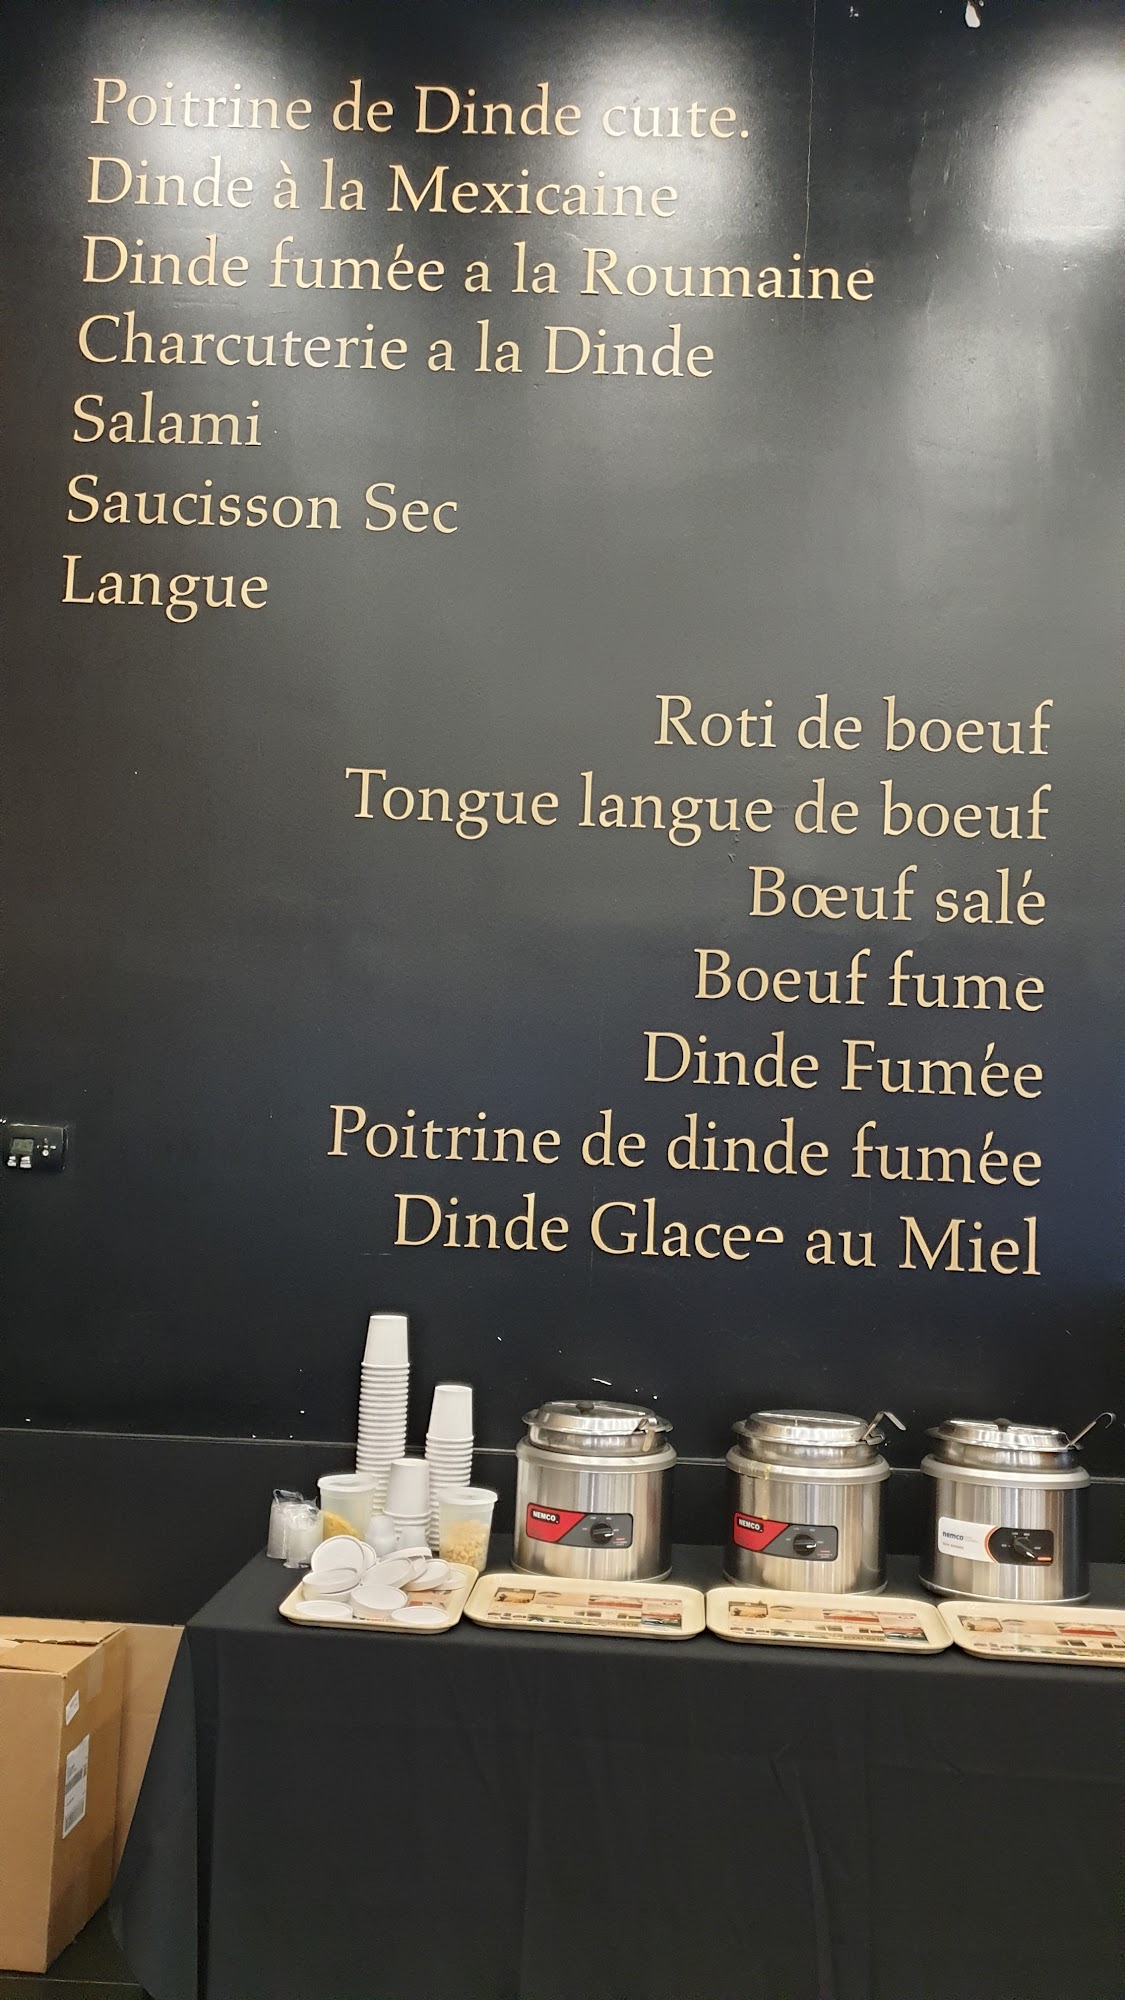 Poitrine de Dinde cuıte.
Dinde à la Mexicaine
Dinde fumée a la Roumaine
Charcuterie a la Dinde
Salami
Saucisson Sec
Langue
Roti de boeuf
Tongue langue de boeuf
Bœuf salé
Boeuf fume
Dinde Fumée
Poitrine de dinde fumée
Dinde Glacee au Miel
NEMCO
NEMCO
nemco